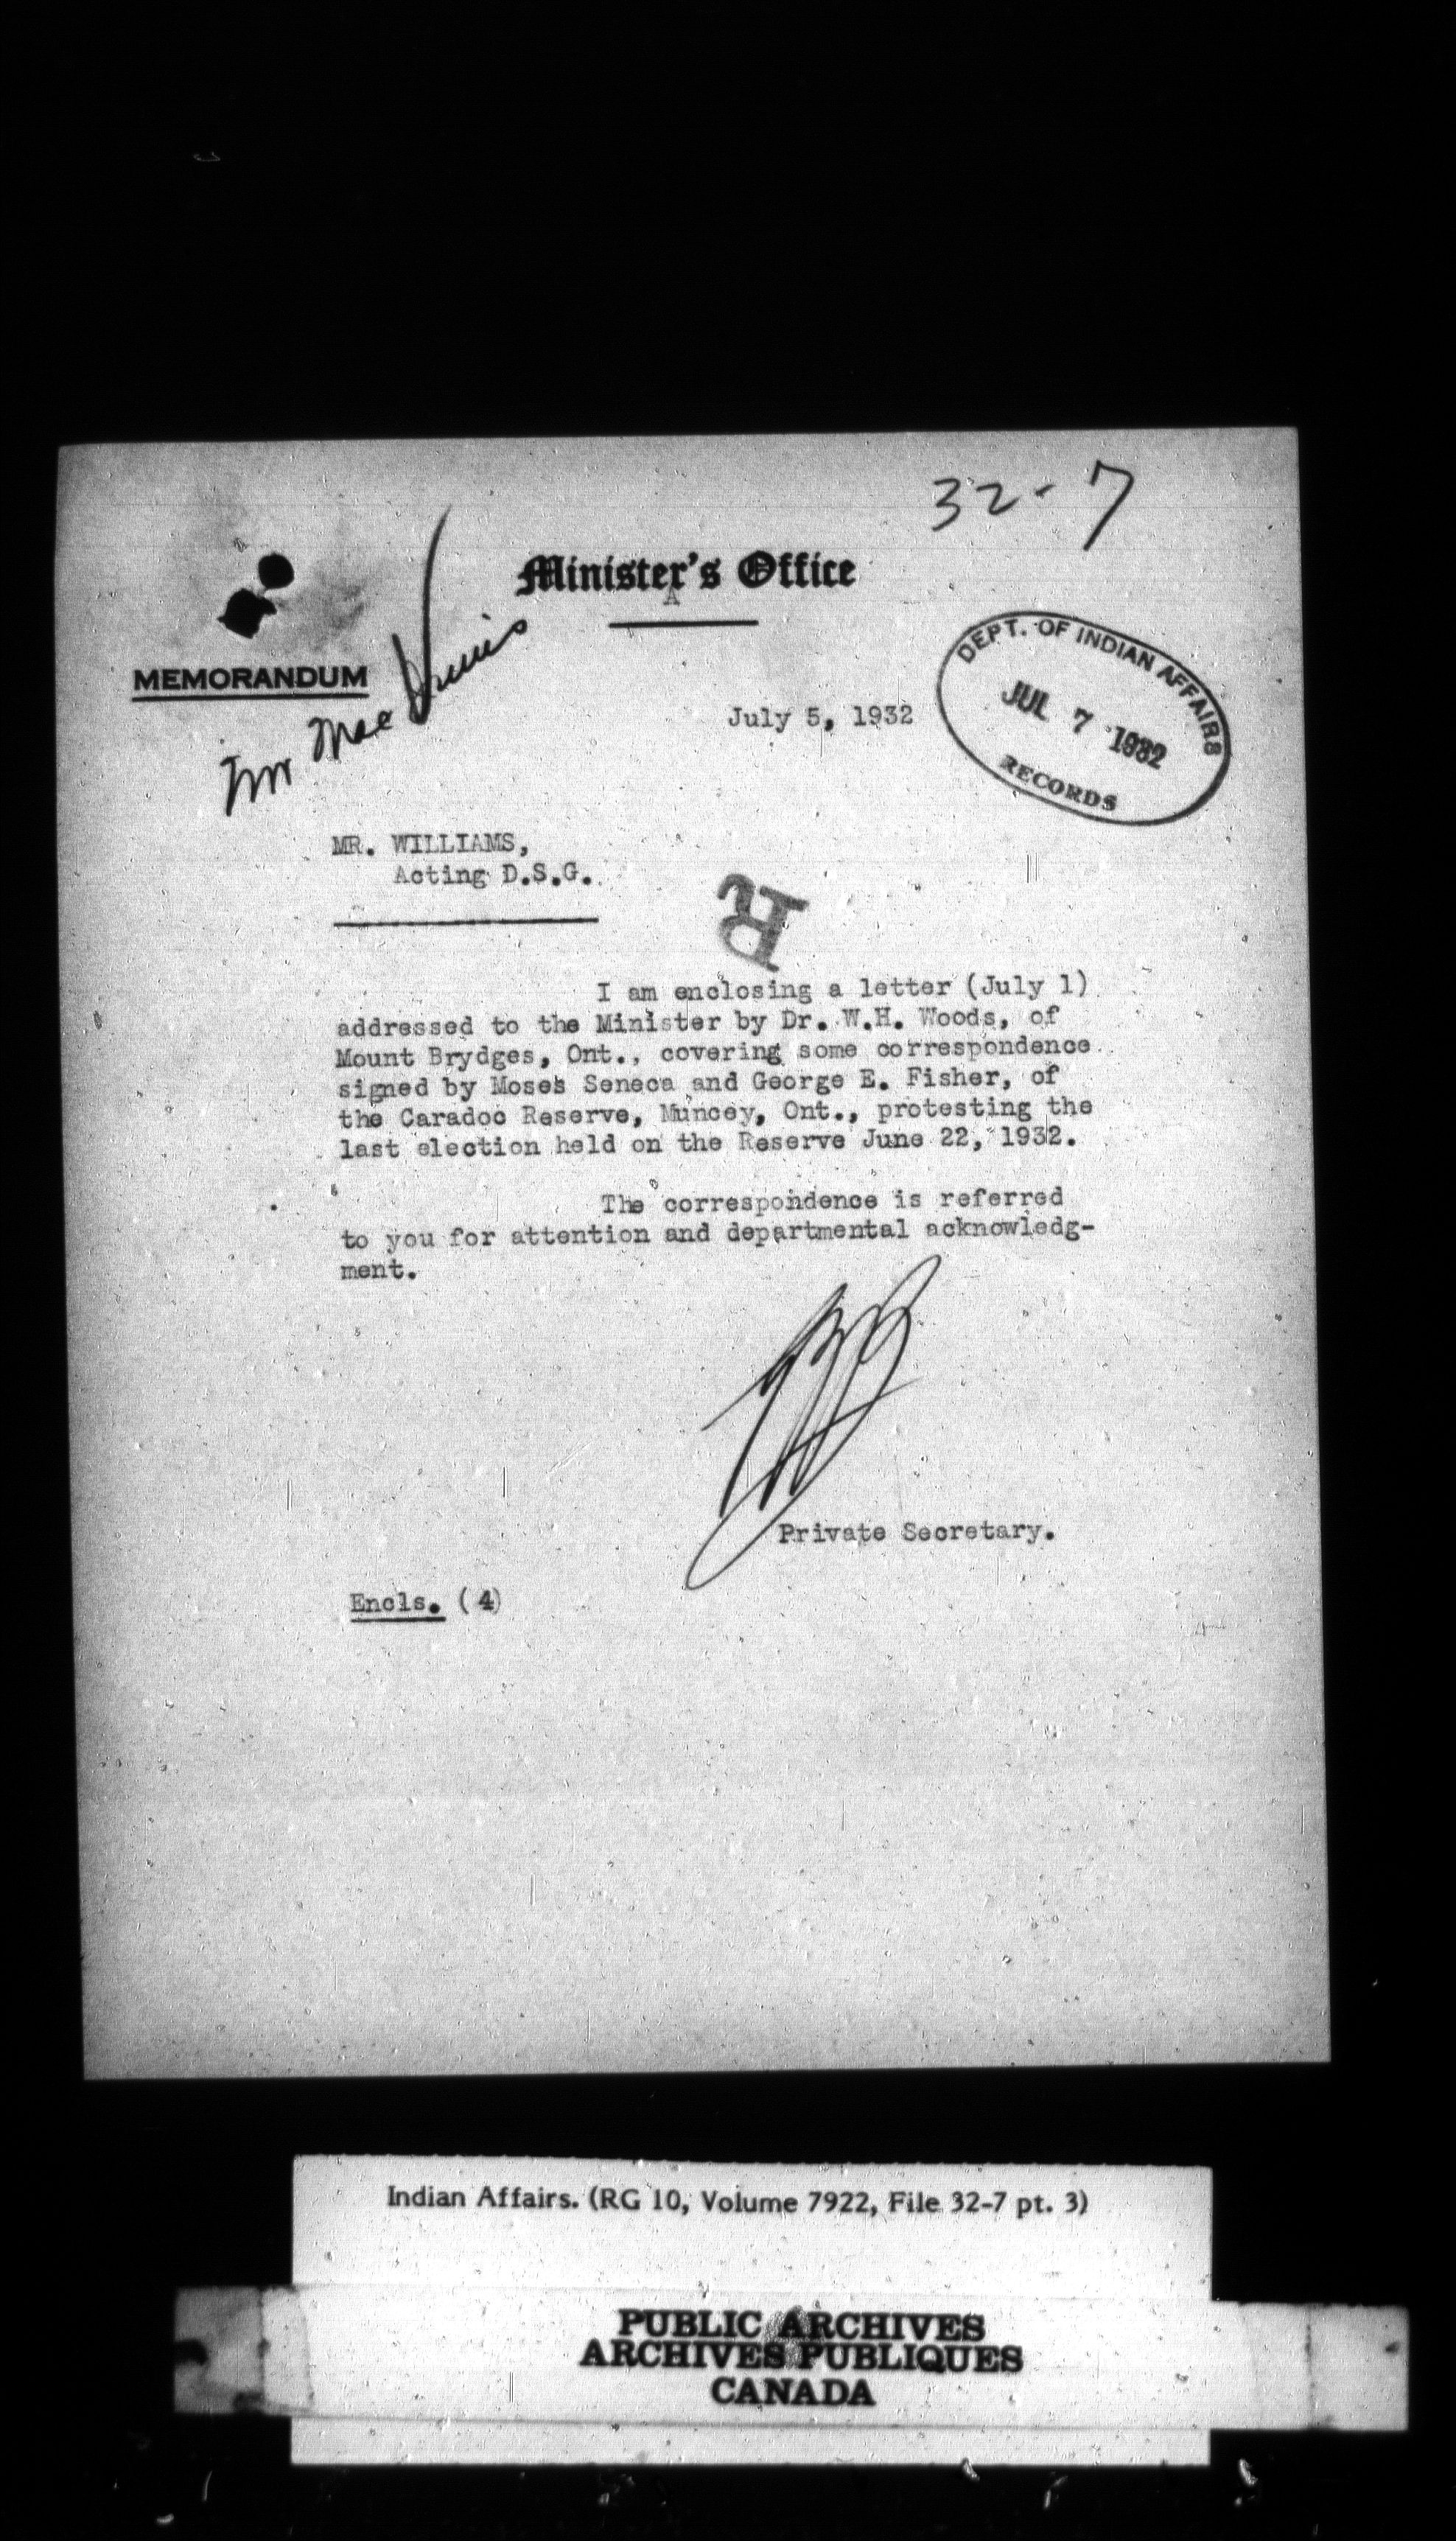 32-7
Minister's Office
A
MEMORANDUM
Mr Mac Innis
July 5, 1932
DEPT. OF INDIAN AFFAIRS
JUL 7 1932
RECORDS
MR. WILLIAMS,
Acting D.S.G.
R
I am enclosing a letter (July 1)
addressed to the Minister by Dr. W.H. Woods, of
Mount Brydges, Ont., covering some correspondence
signed by Moses Seneca and George E. Fisher, of
the Caradoc Reserve, Muncey, Ont., protesting the
last election held on the Reserve June 22, 1932.
The correspondence is referred
to you for attention and departmental acknowledg-
ment.
Private Secretary.
Encls. (4)
Indian Affairs. (RG 10, Volume 7922, File 32-7 pt. 3)
PUBLIC ARCHIVES
ARCHIVES PUBLIQUES
CANADA